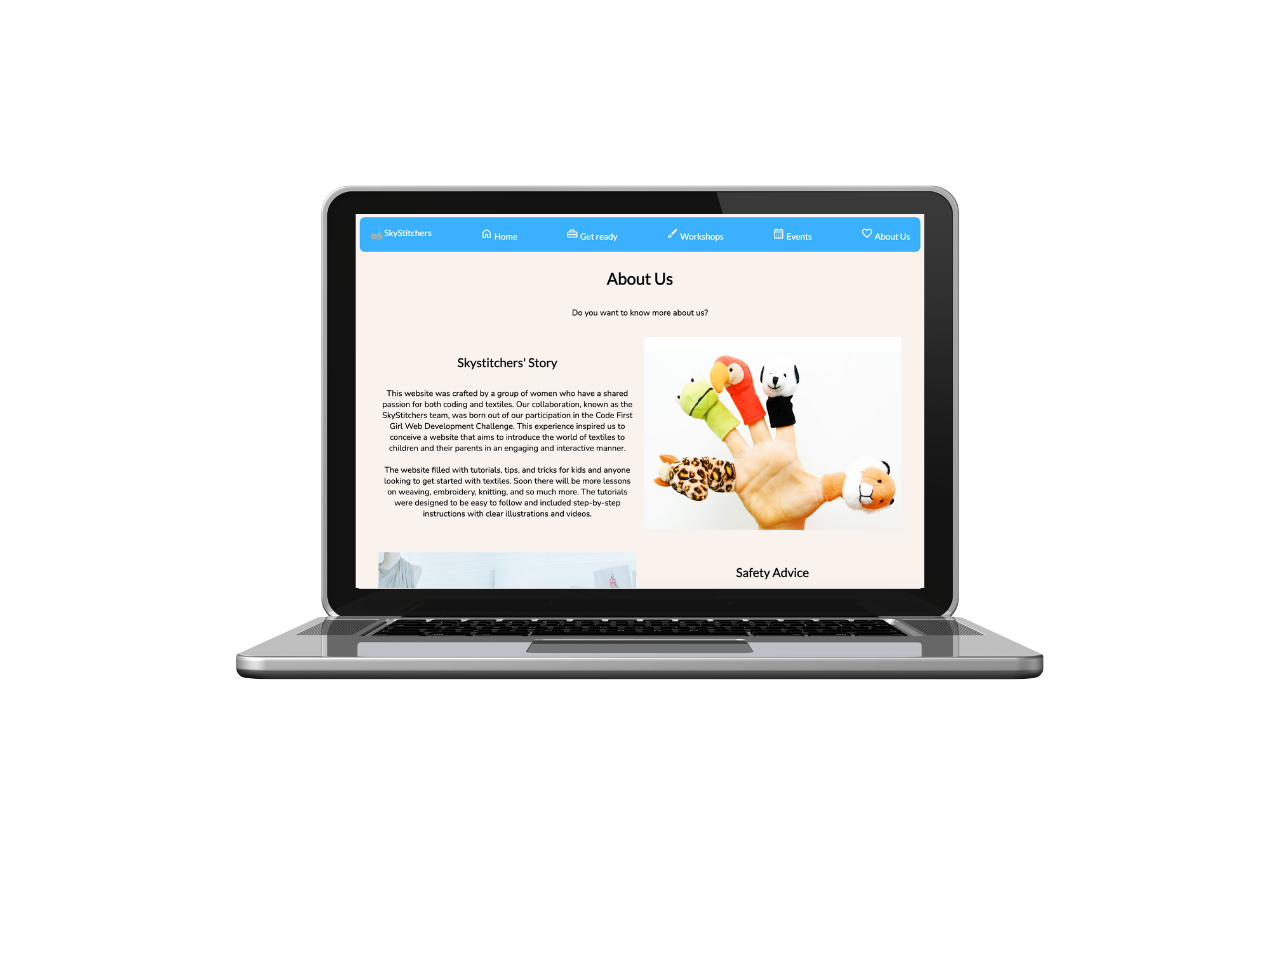 SkyStitchers
Home
Get ready
Workshops
Events
About Us
About Us
Do you want to know more about us?
Skystitchers' Story
This website was crafted by a group of women who have a shared
passion for both coding and textiles. Our collaboration, known as the
SkyStitchers team, was born out of our participation in the Code First
Girl Web Development Challenge. This experience inspired us to
conceive a website that aims to introduce the world of textiles to
children and their parents in an engaging and interactive manner.
The website filled with tutorials, tips, and tricks for kids and anyone
looking to get started with textiles. Soon there will be more lessons
on weaving, embroidery, knitting, and so much more. The tutorials
were designed to be easy to follow and included step-by-step
instructions with clear illustrations and videos.
Safety Advice